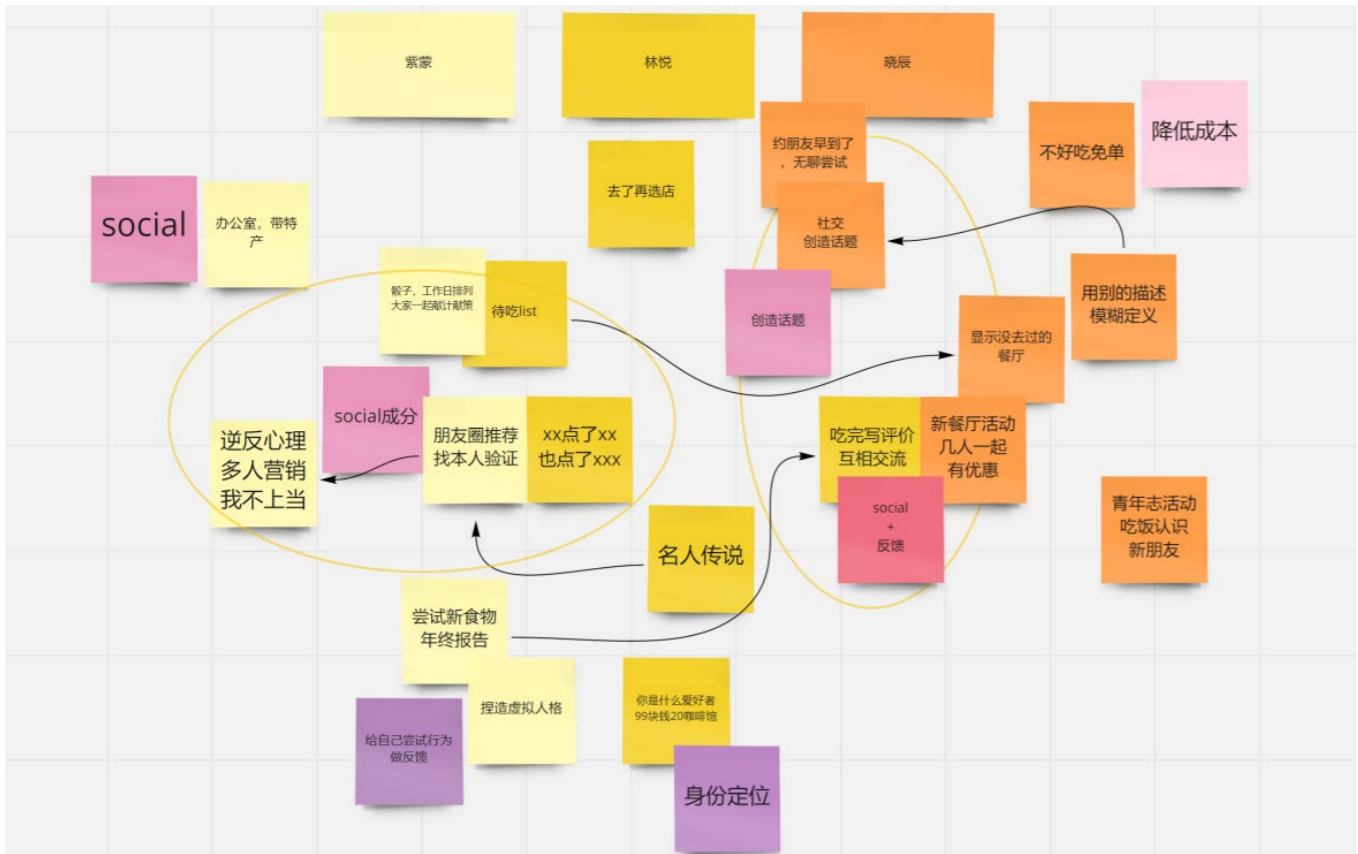 紫蒙
林悦
晓辰
约朋友早到了
，无聊尝试
不好吃免单
降低成本
去了再选店
social
办公室，带特
产
社交
创造话题
骰子，工作日排列
大家一起献计献策
待吃list
创造话题
用别的描述
模糊定义
显示没去过的
餐厅
social成分
逆反心理
多人营销
我不上当
朋友圈推荐
找本人验证
xx点了xx
也点了xxx
吃完写评价
互相交流
新餐厅活动
几人一起
有优惠
social
+
反馈
青年志活动
吃饭认识
新朋友
名人传说
尝试新食物
年终报告
捏造虚拟人格
你是什么爱好者
99块钱20咖啡馆
给自己尝试行为
做反馈
身份定位